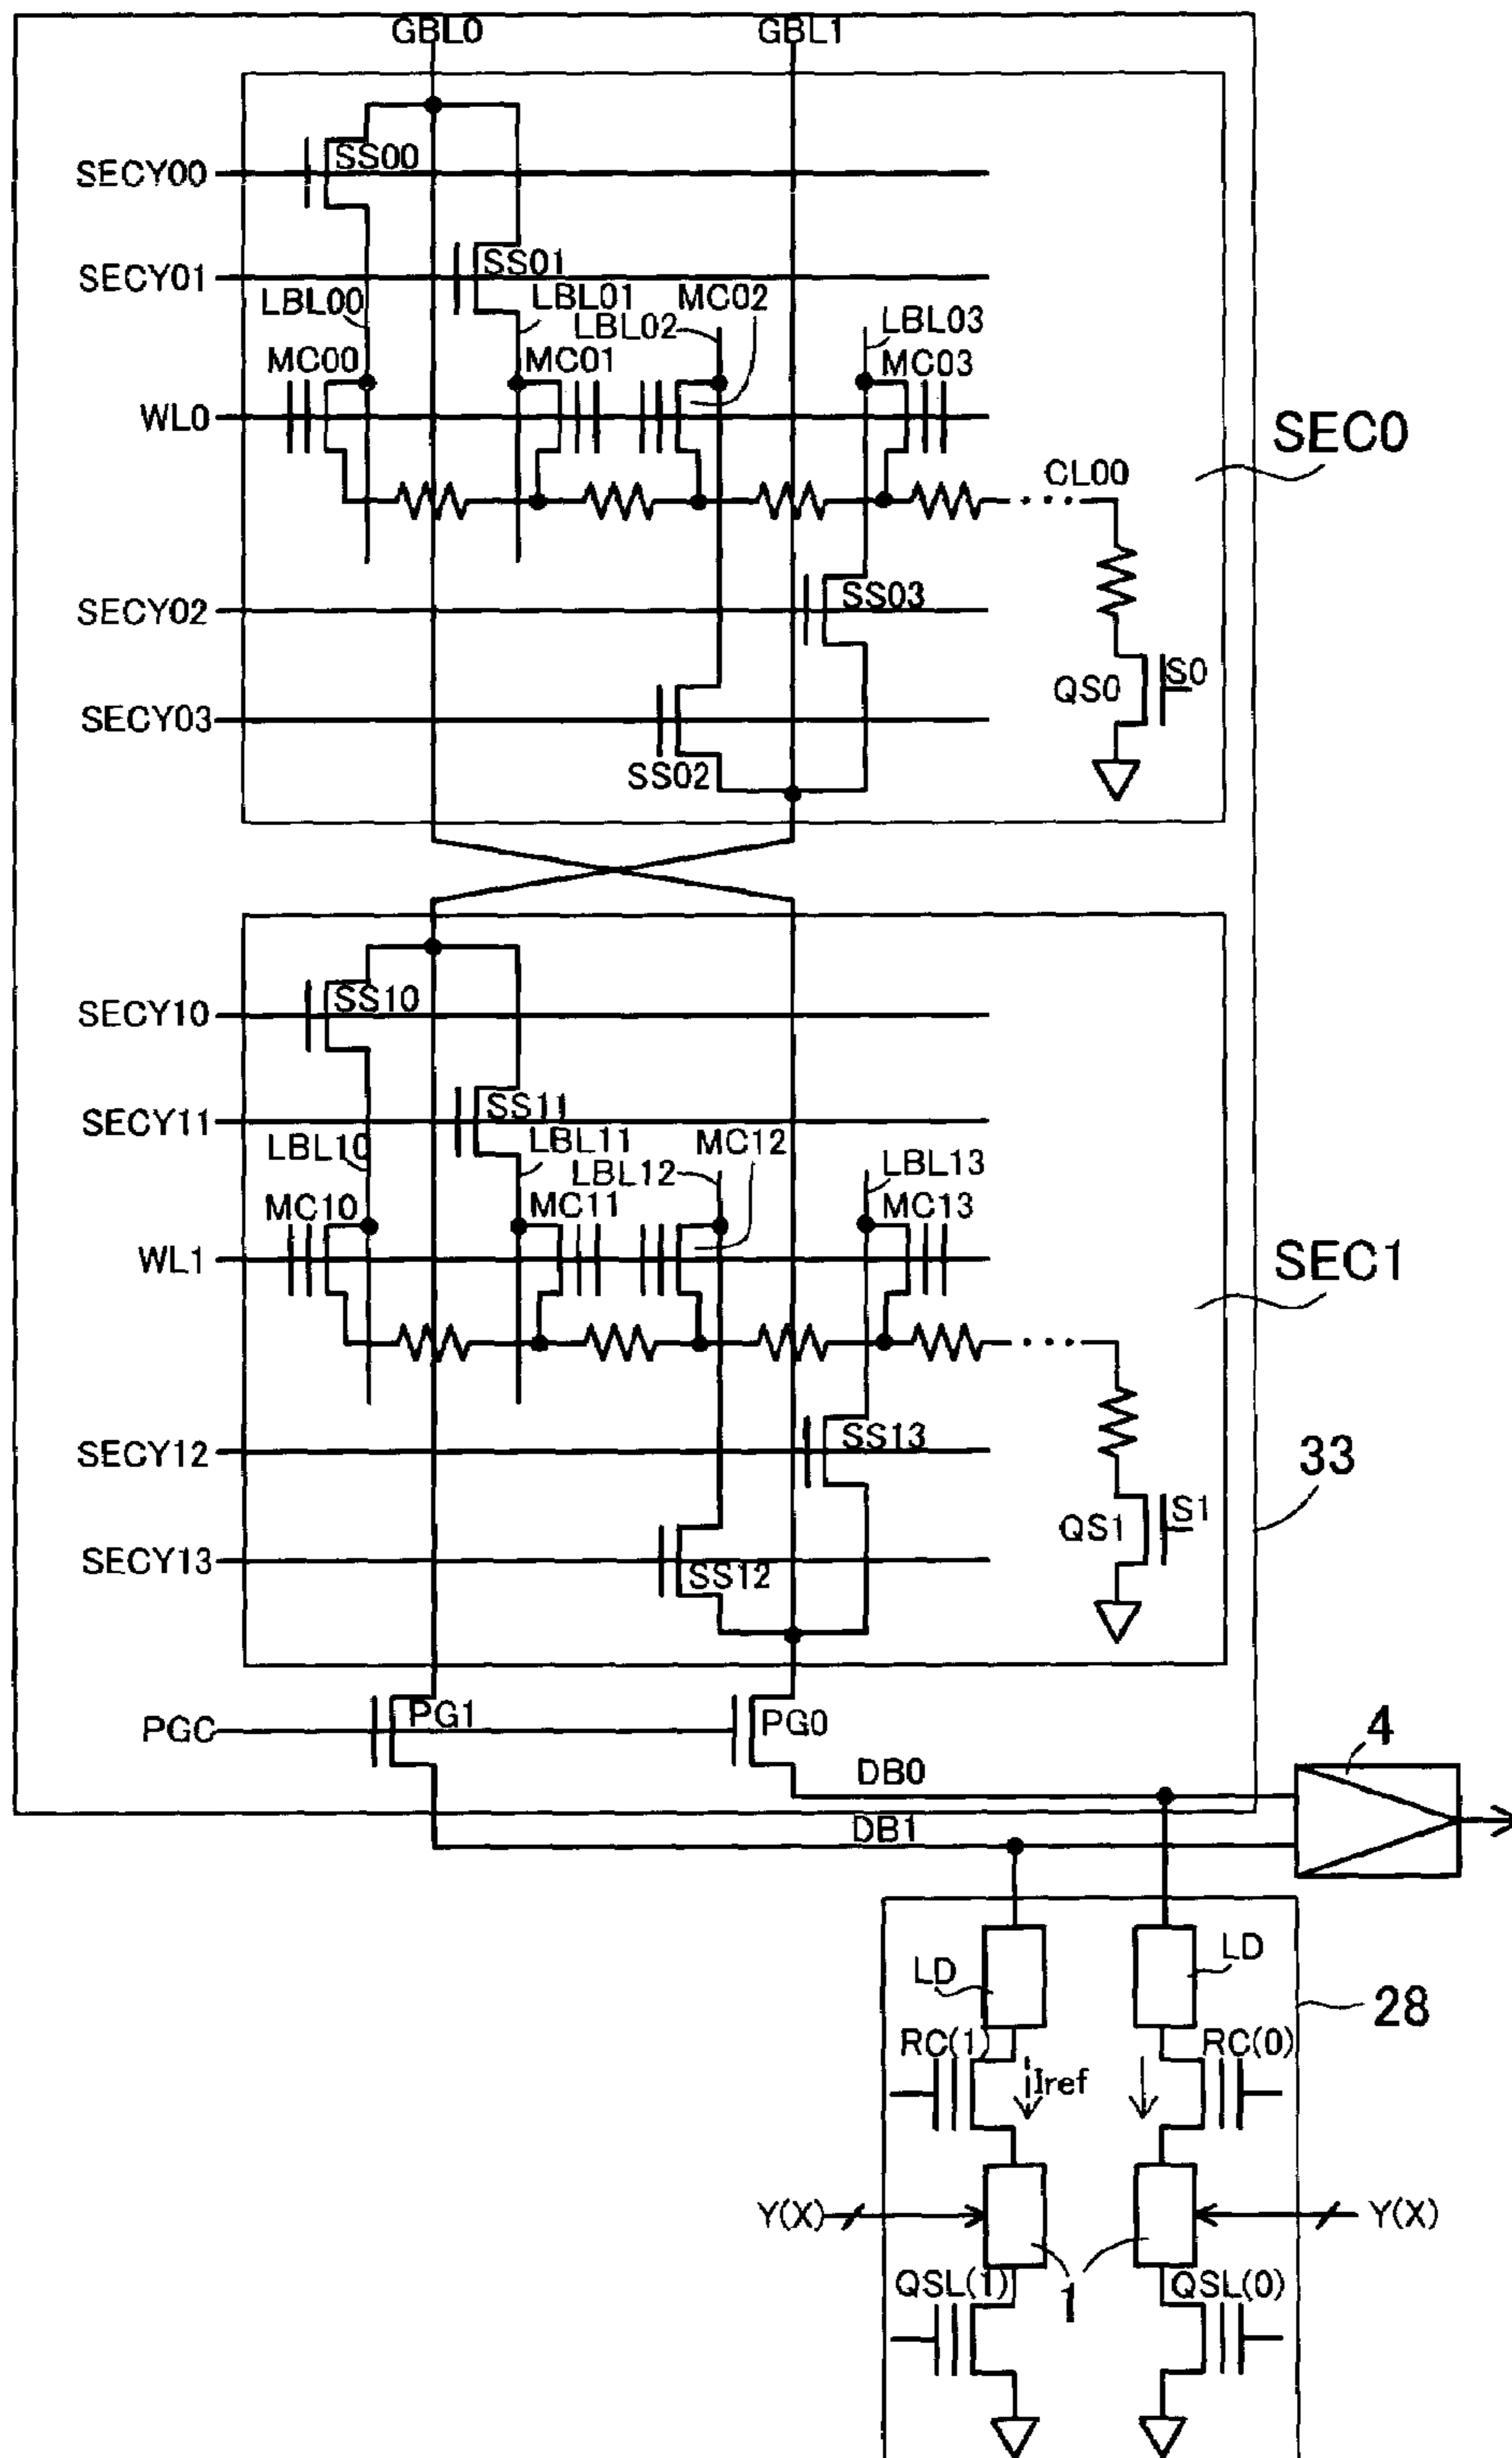 GBL0 GBL1
SECY00 SS00
SECY01 SS01
LBL00 LBL01 LBL02 MC02 LBL03
MC00 MC01 MC03
WL0
SEC0
CL00
SECY02 SS03
QS0 S0
SECY03
SS02
SECY10 SS10
SECY11 SS11
LBL10 LBL11 LBL12 MC12 LBL13
MC10 MC11 MC13
WL1
SEC1
SECY12 SS13
33
QS1 S1
SECY13 SS12
PGC PG1 PG0
4
DB0
DB1
LD LD
28
RC(1) RC(0)
Iref
Y(X) Y(X)
QSL(1) 1 QSL(0)